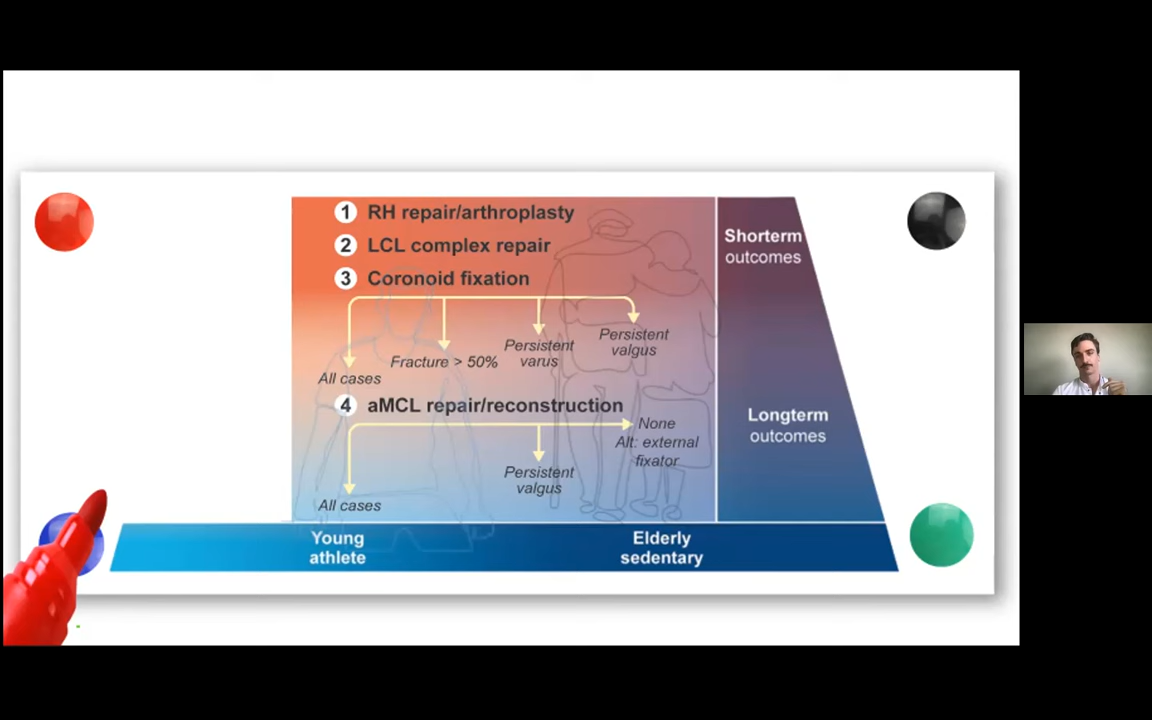 1 RH repair/arthroplasty
2 LCL complex repair
3 Coronoid fixation
All cases
Fracture > 50%
Persistent
varus
Persistent
valgus
4 aMCL repair/reconstruction
All cases
Persistent
valgus
None
Alt: external
fixator
Shorterm
outcomes
Longterm
outcomes
Young
athlete
Elderly
sedentary